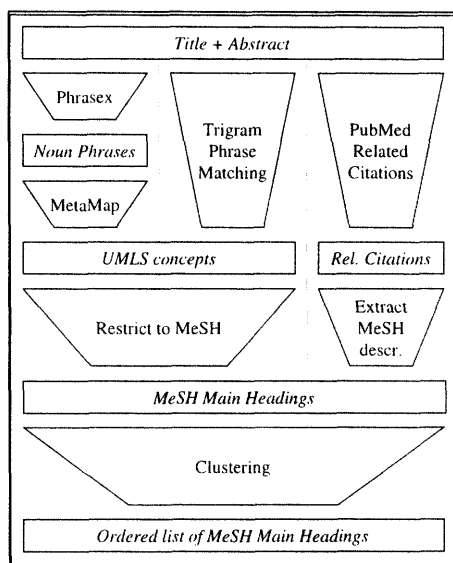 Title + Abstract
Phrasex
Noun Phrases
MetaMap
Trigram
Phrase
Matching
PubMed
Related
Citations
UMLS concepts
Rel. Citations
Restrict to MeSH
Extract
MeSH
descr.
MeSH Main Headings
Clustering
Ordered list of MeSH Main Headings